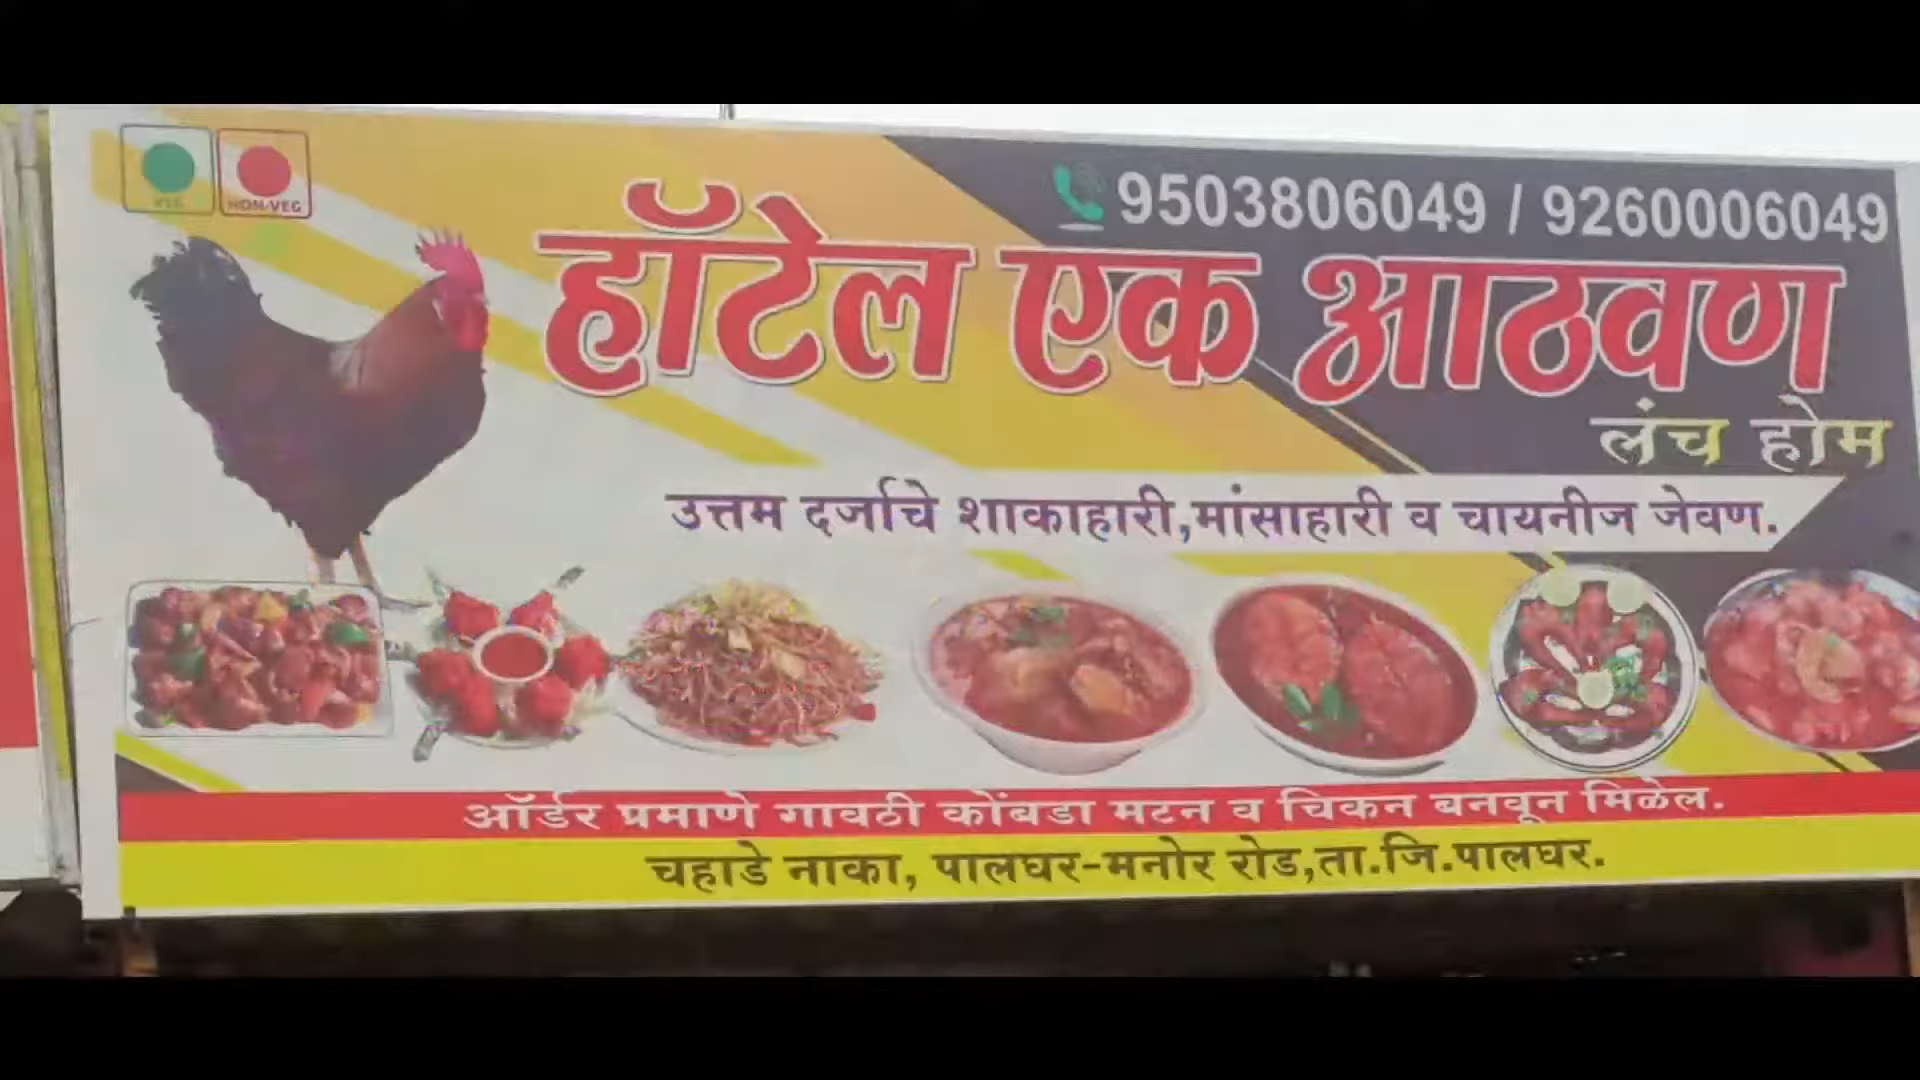 VEG NON-VEG
9503806049 / 9260006049
हॉटेल एक आठवण
लंच होम
उत्तम दर्जाचे शाकाहारी,मांसाहारी व चायनीज जेवण.
ऑर्डर प्रमाणे गावठी कोंबडा मटन व चिकन बनवून मिळेल.
चहाडे नाका, पालघर-मनोर रोड,ता.जि.पालघर.